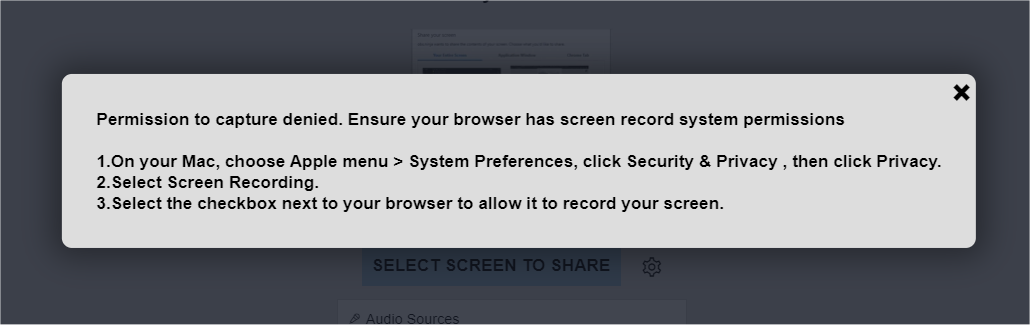 Permission to capture denied. Ensure your browser has screen record system permissions
1.On your Mac, choose Apple menu > System Preferences, click Security & Privacy , then click Privacy.
2.Select Screen Recording.
3.Select the checkbox next to your browser to allow it to record your screen.
SELECT SCREEN TO SHARE
Audio Sources